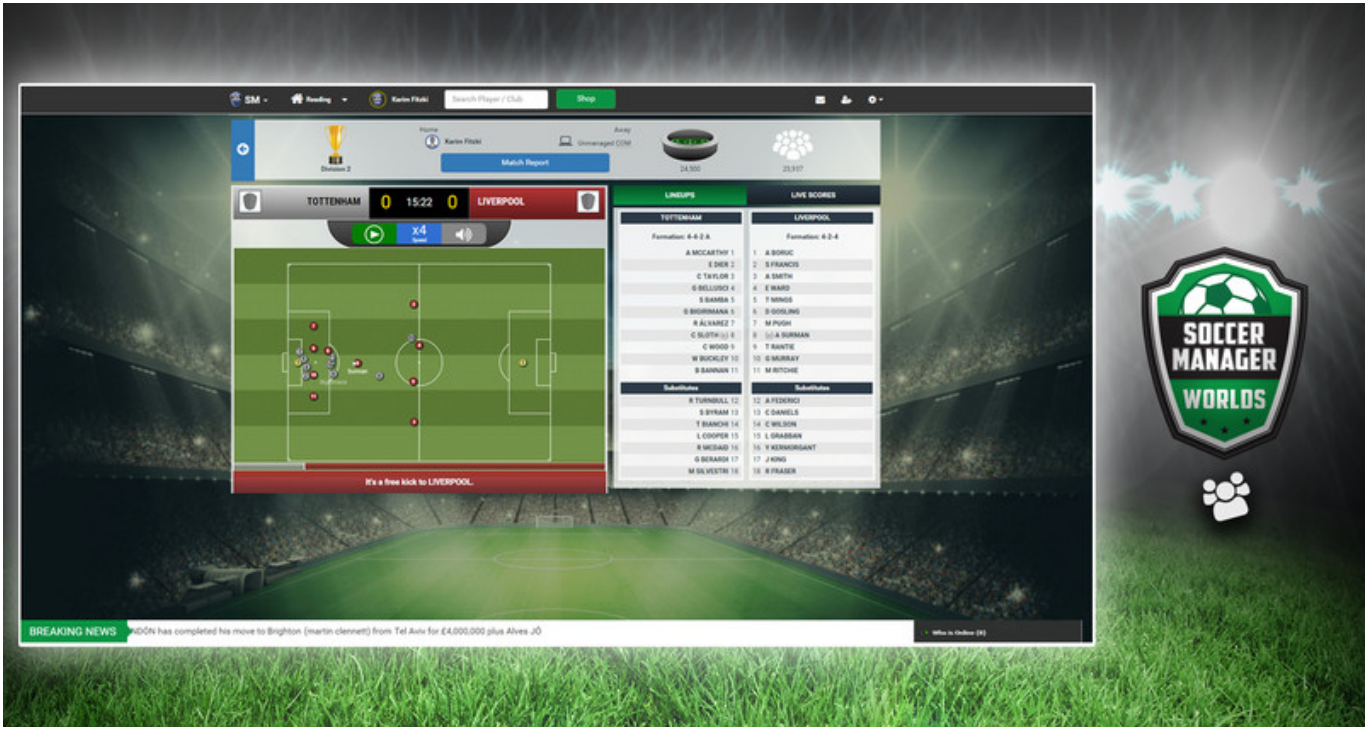 SM
Reading
Karim Fitski
Search Player / Club
Shop
Home
Away
Karim Fitski
Unmanaged COM
Division 2
Match Report
24,500
TOTTENHAM
0
15:22
0
LIVERPOOL
x4
Speed
LINEUPS
LIVE SCORES
TOTTENHAM
LIVERPOOL
Formation: 4-4-2 A
Formation: 4-2-4
A MCCARTHY 1
1 A BORUC
E DIER 2
2 S FRANCIS
C TAYLOR 3
3 A SMITH
G BELLUSCI 4
4 E WARD
S BAMBA 5
5 T MINGS
G BIGIRIMANA 6
6 D GOSLING
R ÁLVAREZ 7
7 M PUGH
C SLOTH (c) 8
8 (c) A SURMAN
C WOOD 9
9 T RANTIE
W BUCKLEY 10
10 G MURRAY
B BANNAN 11
11 M RITCHIE
Substitutes
Substitutes
R TURNBULL 12
12 A FEDERICI
S BYRAM 13
13 C DANIELS
T BIANCHI 14
14 C WILSON
L COOPER 15
15 L GRABBAN
R MCDAID 16
16 Y KERMORGANT
G BERARDI 17
17 J KING
M SILVESTRI 18
18 R FRASER
Surman
It's a free kick to LIVERPOOL.
SOCCER
MANAGER
WORLDS
BREAKING NEWS
NDÓN has completed his move to Brighton (martin clennett) from Tel Aviv for £4,000,000 plus Alves JÔ
Who is Online (8)